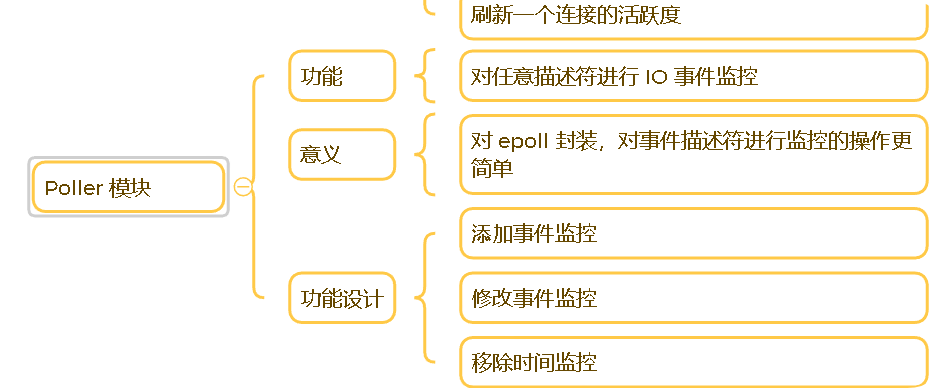 刷新一个连接的活跃度
功能
对任意描述符进行 IO 事件监控
意义
对 epoll 封装，对事件描述符进行监控的操作更
简单
Poller 模块
功能设计
添加事件监控
修改事件监控
移除时间监控